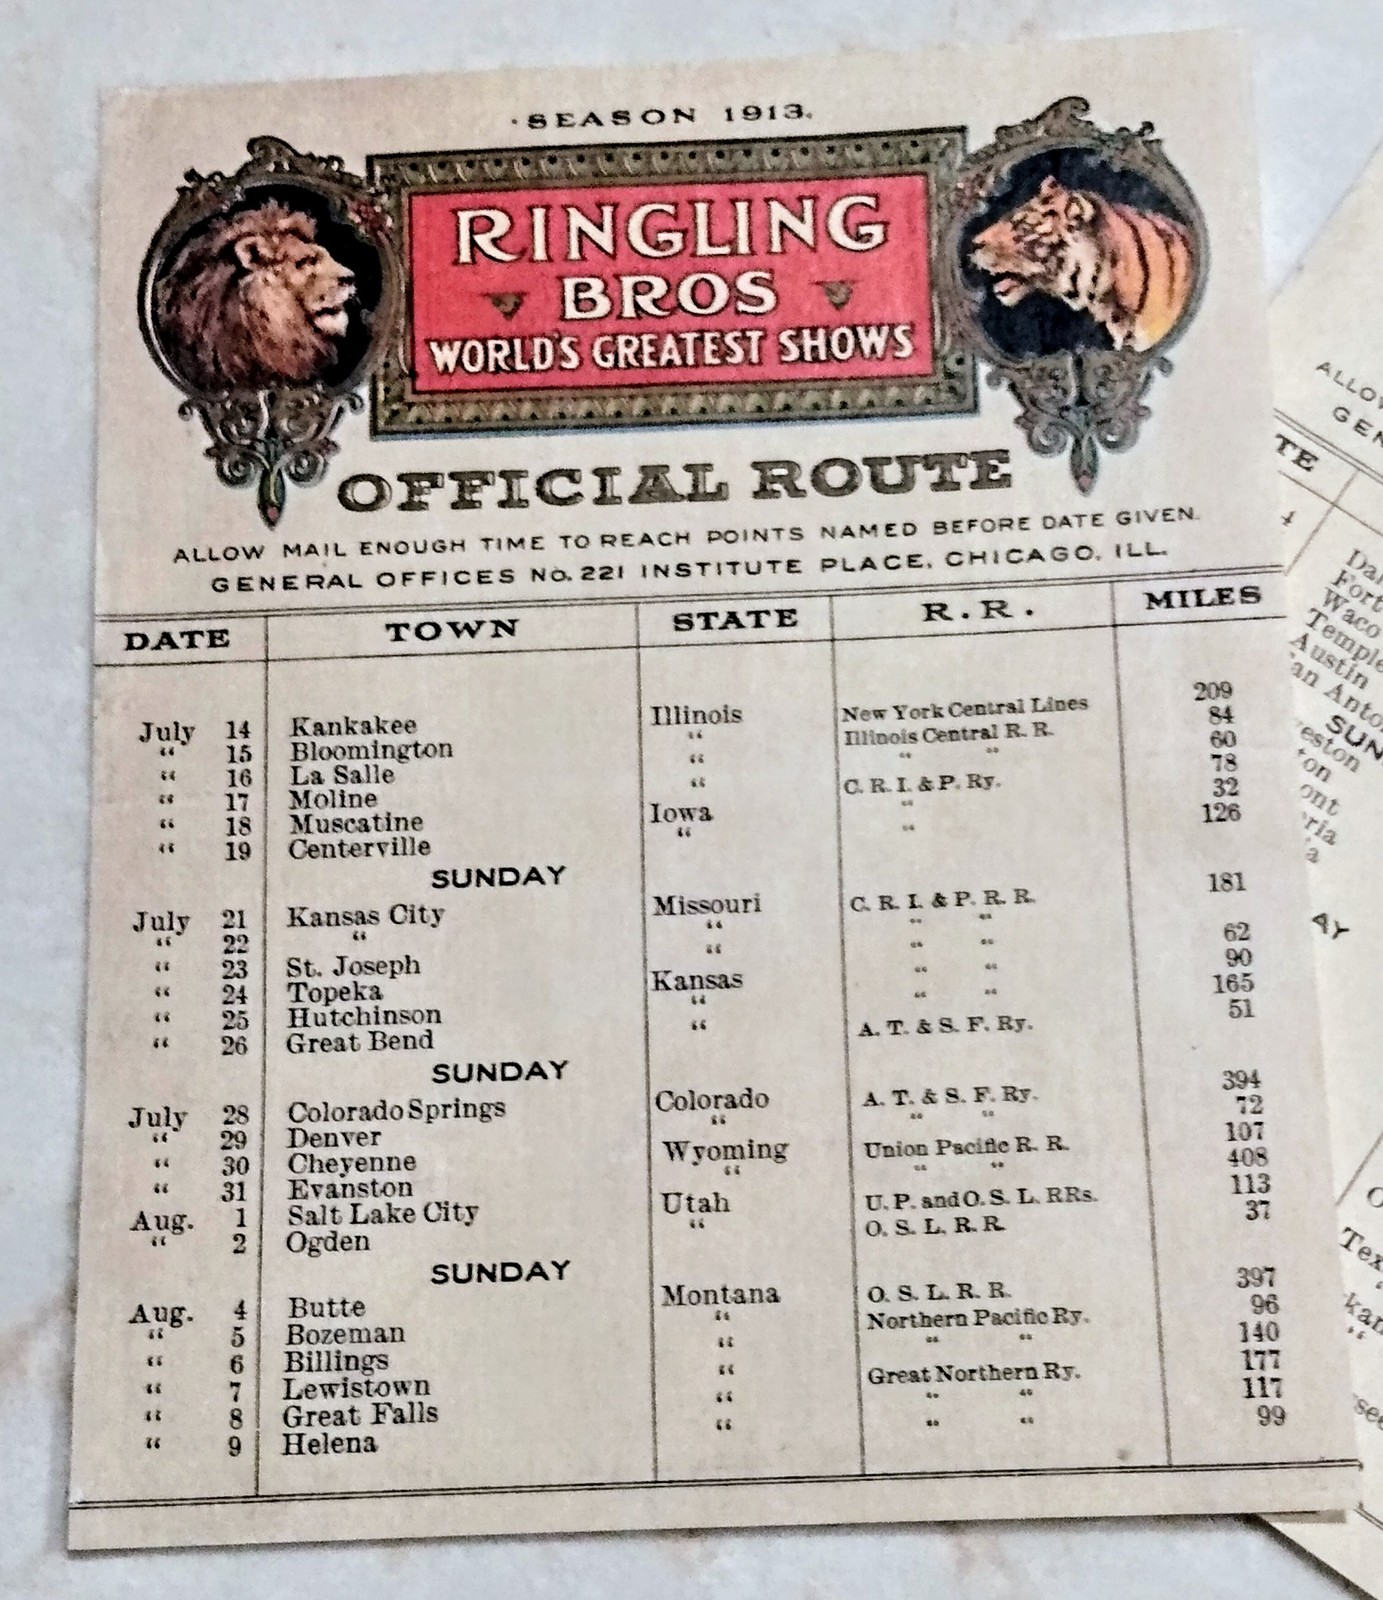 ·SEASON 1913.
RINGLING
BROS
WORLD'S GREATEST SHOWS
OFFICIAL ROUTE
ALLOW MAIL ENOUGH TIME TO REACH POINTS NAMED BEFORE DATE GIVEN.
GENERAL OFFICES No. 221 INSTITUTE PLACE, CHICAGO, ILL.
DATE TOWN STATE R. R. MILES
July 14 Kankakee Illinois New York Central Lines 209
“ 15 Bloomington “ Illinois Central R. R. 84
“ 16 La Salle “ “ “ 60
“ 17 Moline “ C. R. I. & P. Ry. 78
“ 18 Muscatine Iowa “ 32
“ 19 Centerville “ “ 126
SUNDAY
July 21 Kansas City Missouri C. R. I. & P. R. R. 181
“ 22 “ “ “ “
“ 23 St. Joseph “ “ “ 62
“ 24 Topeka Kansas “ “ 90
“ 25 Hutchinson “ “ “ 165
“ 26 Great Bend “ A. T. & S. F. Ry. 51
SUNDAY
July 28 Colorado Springs Colorado A. T. & S. F. Ry. 394
“ 29 Denver “ “ “ 72
“ 30 Cheyenne Wyoming Union Pacific R. R. 107
“ 31 Evanston “ “ “ 408
Aug. 1 Salt Lake City Utah U. P. and O. S. L. RRs. 113
“ 2 Ogden “ O. S. L. R. R. 37
SUNDAY
Aug. 4 Butte Montana O. S. L. R. R. 397
“ 5 Bozeman “ Northern Pacific Ry. 96
“ 6 Billings “ “ “ 140
“ 7 Lewistown “ Great Northern Ry. 177
“ 8 Great Falls “ “ “ 117
“ 9 Helena “ “ “ 99
Fort
Waco
Temple
Austin